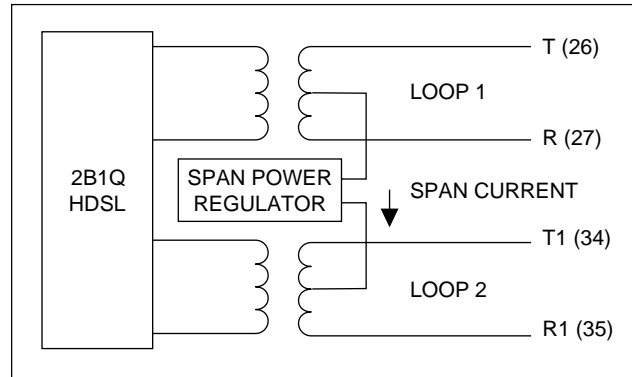 T (26)
LOOP 1
R (27)
2B1Q
HDSL
SPAN POWER
REGULATOR
SPAN CURRENT
T1 (34)
LOOP 2
R1 (35)